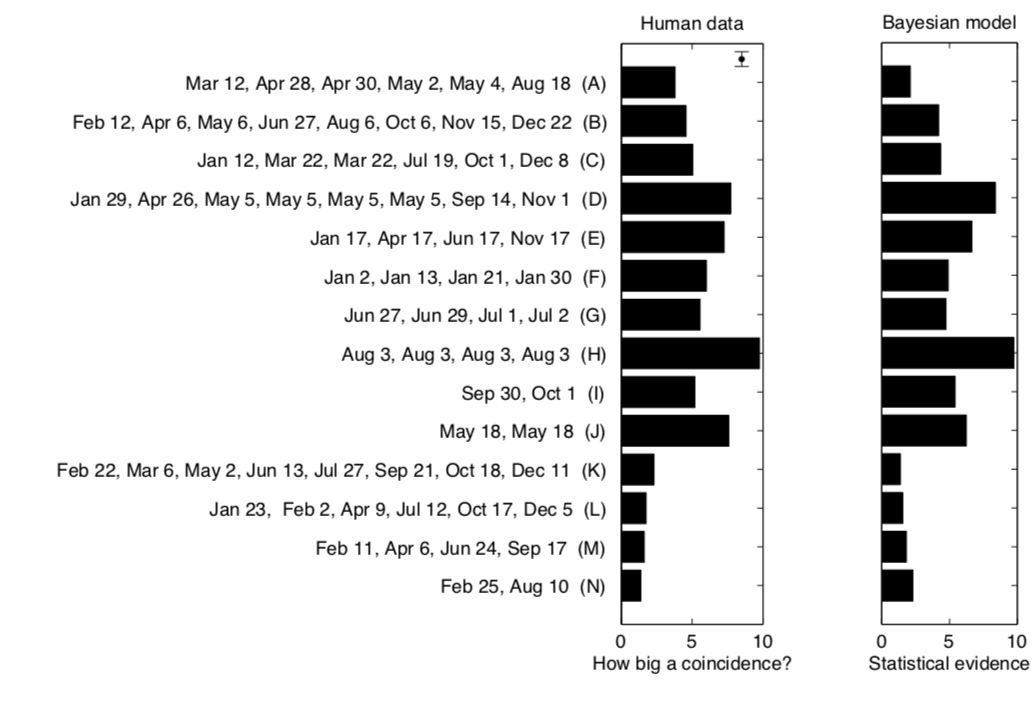 Human data
Bayesian model
Mar 12, Apr 28, Apr 30, May 2, May 4, Aug 18 (A)
Feb 12, Apr 6, May 6, Jun 27, Aug 6, Oct 6, Nov 15, Dec 22 (B)
Jan 12, Mar 22, Mar 22, Jul 19, Oct 1, Dec 8 (C)
Jan 29, Apr 26, May 5, May 5, May 5, May 5, Sep 14, Nov 1 (D)
Jan 17, Apr 17, Jun 17, Nov 17 (E)
Jan 2, Jan 13, Jan 21, Jan 30 (F)
Jun 27, Jun 29, Jul 1, Jul 2 (G)
Aug 3, Aug 3, Aug 3, Aug 3 (H)
Sep 30, Oct 1 (I)
May 18, May 18 (J)
Feb 22, Mar 6, May 2, Jun 13, Jul 27, Sep 21, Oct 18, Dec 11 (K)
Jan 23, Feb 2, Apr 9, Jul 12, Oct 17, Dec 5 (L)
Feb 11, Apr 6, Jun 24, Sep 17 (M)
Feb 25, Aug 10 (N)
0 5 10
0 5 10
How big a coincidence?
Statistical evidence